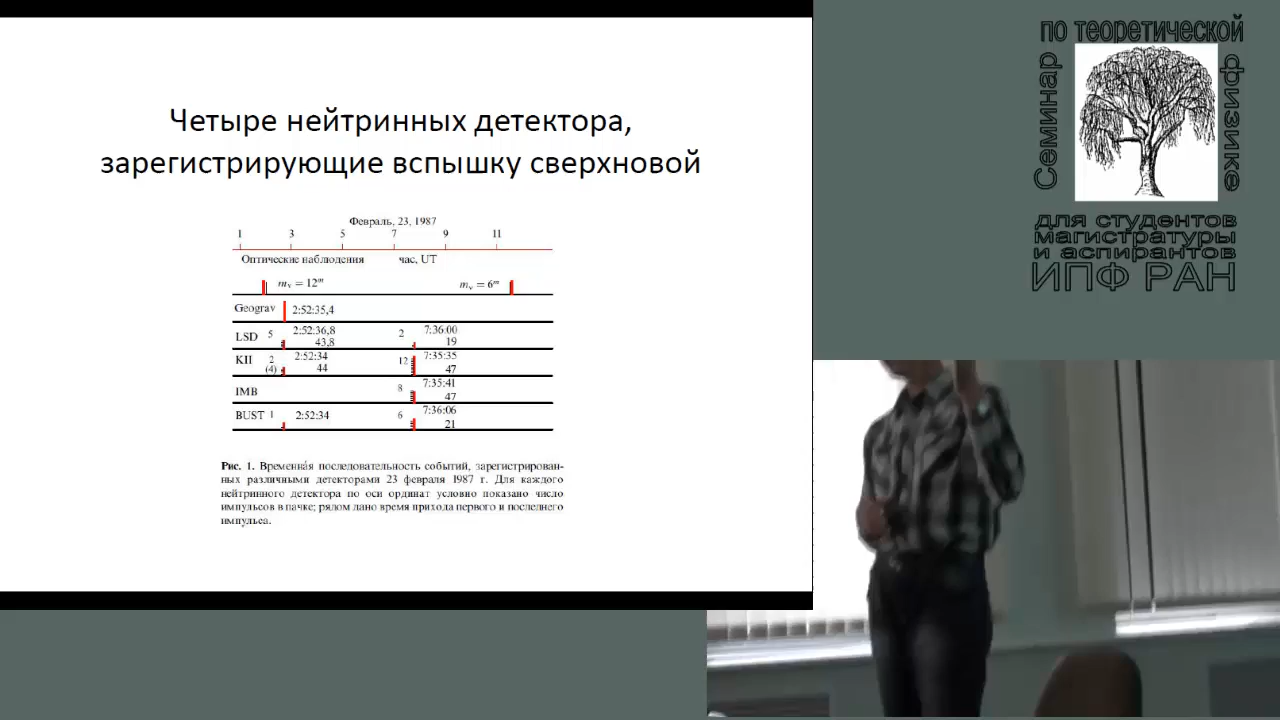 Четыре нейтринных детектора,
зарегистрирующие вспышку сверхновой
Февраль, 23, 1987
1 3 5 7 9 11
Оптические наблюдения час, UT
mv = 12m mv = 6m
Geograv 2:52:35,4
LSD 5 2:52:36,8 2 7:36:00
43,8 19
KII 2 2:52:34 12 7:35:35
(4) 44 47
IMB 8 7:35:41
47
BUST 1 2:52:34 6 7:36:06
21
Рис. 1. Временная последовательность событий, зарегистрирован-
ных различными детекторами 23 февраля 1987 г. Для каждого
нейтринного детектора по оси ординат условно показано число
импульсов в пачке; рядом дано время прихода первого и последнего
импульса.
Семинар
по теоретической
физике
для студентов
магистратуры
и аспирантов
ИПФ РАН